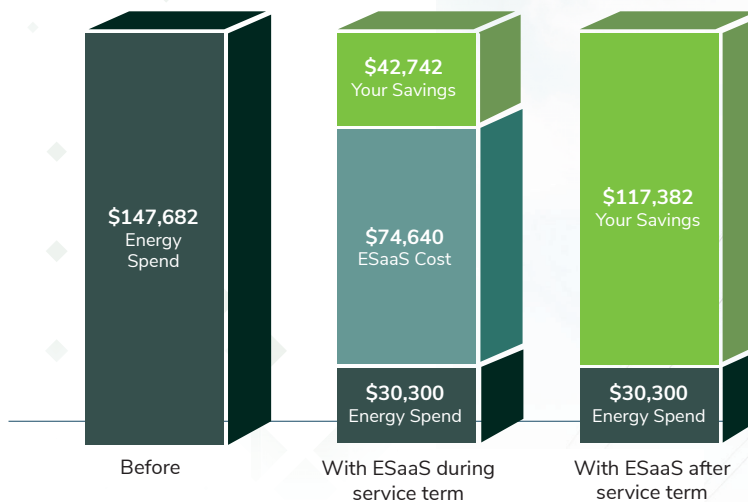 $147,682
Energy
Spend
Before
$42,742
Your Savings
$74,640
ESaaS Cost
$30,300
Energy Spend
With ESaaS during
service term
$117,382
Your Savings
$30,300
Energy Spend
With ESaaS after
service term